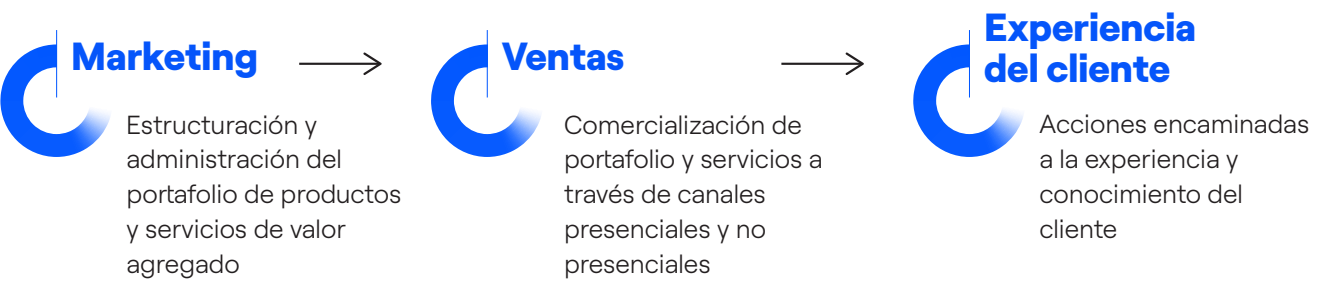 Marketing
Estructuración y
administración del
portafolio de productos
y servicios de valor
agregado
Ventas
Comercialización de
portafolio y servicios a
través de canales
presenciales y no
presenciales
Experiencia
del cliente
Acciones encaminadas
a la experiencia y
conocimiento del
cliente